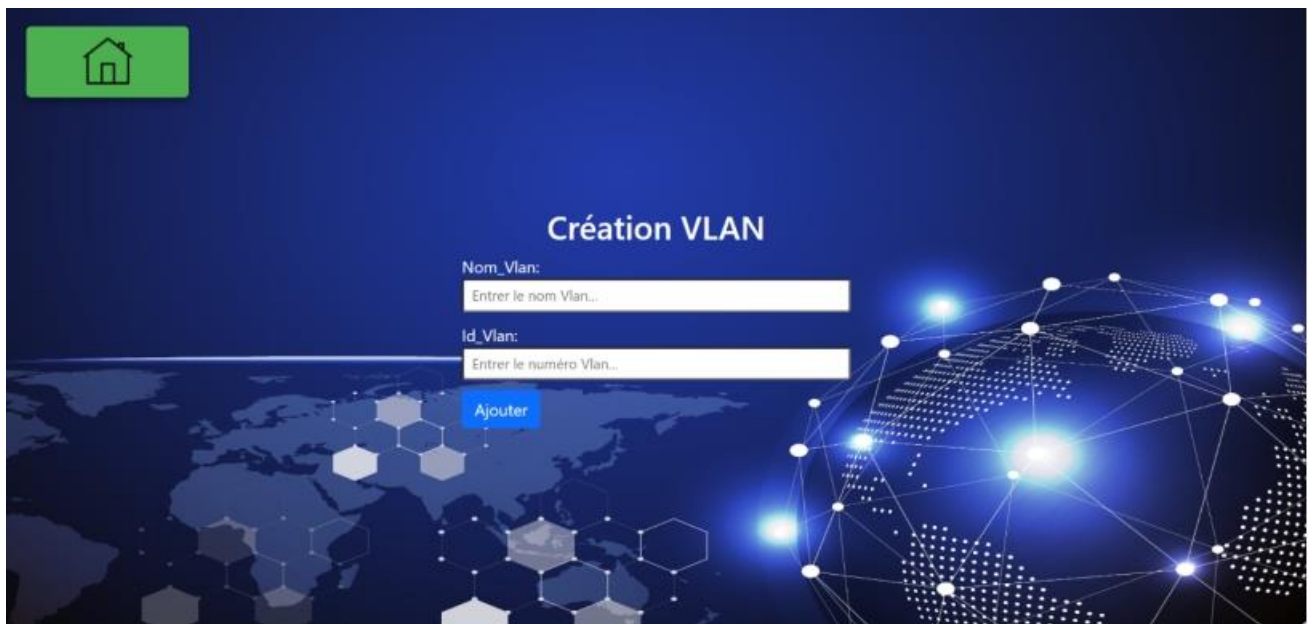 Création VLAN
Nom_Vlan:
Entrer le nom Vlan...
Id_Vlan:
Entrer le numéro Vlan...
Ajouter